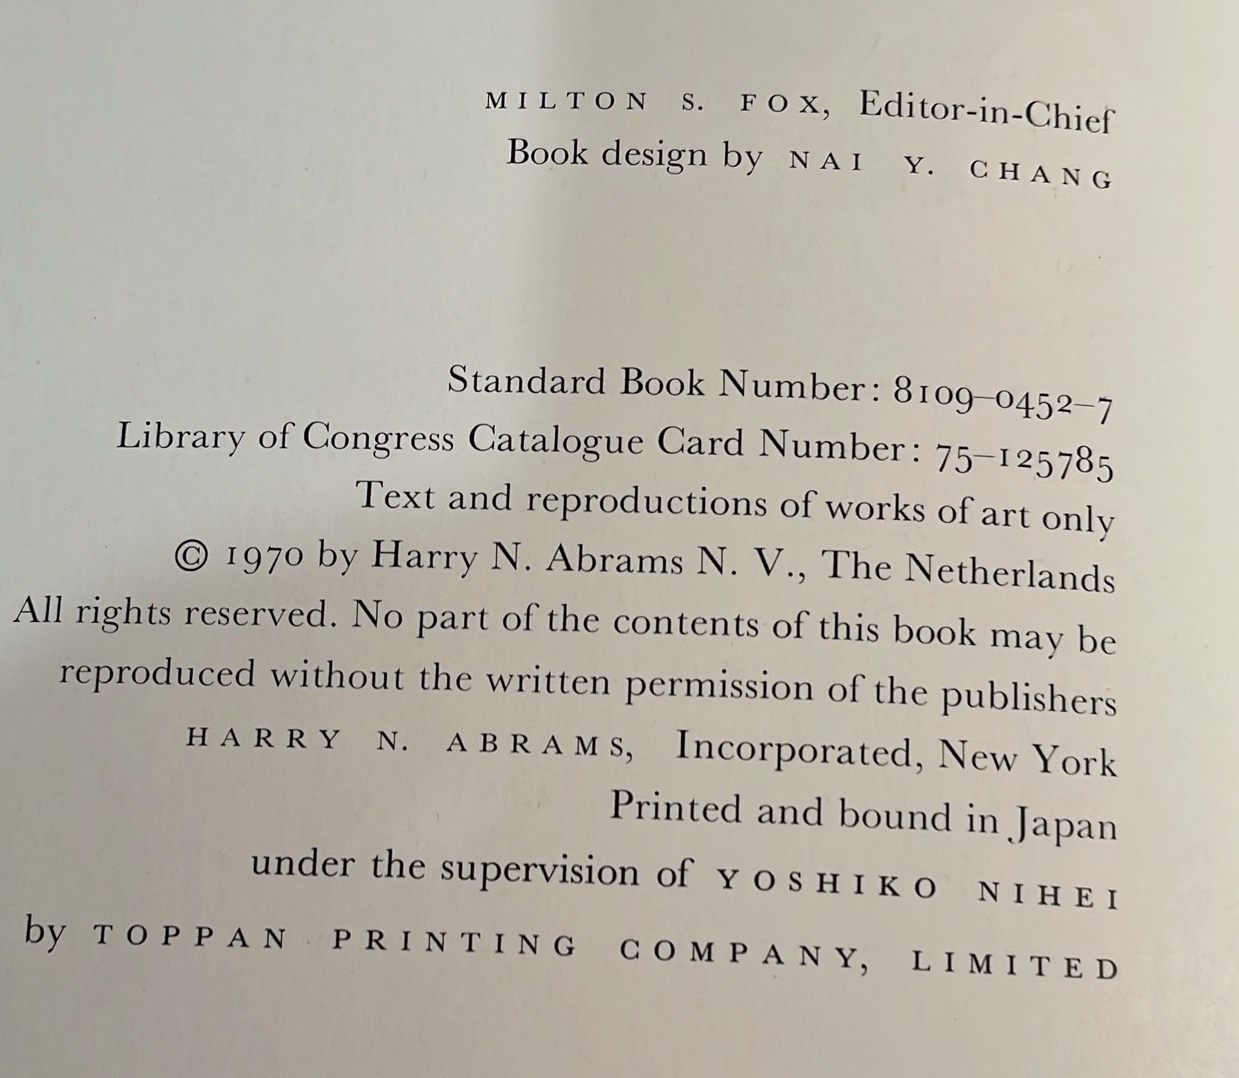 MILTON S. FOX, Editor-in-Chief
Book design by NAI Y. CHANG
Standard Book Number: 8109–0452–7
Library of Congress Catalogue Card Number: 75–125785
Text and reproductions of works of art only
© 1970 by Harry N. Abrams N. V., The Netherlands
All rights reserved. No part of the contents of this book may be
reproduced without the written permission of the publishers
HARRY N. ABRAMS, Incorporated, New York
Printed and bound in Japan
under the supervision of YOSHIKO NIHEI
by TOPPAN PRINTING COMPANY, LIMITED